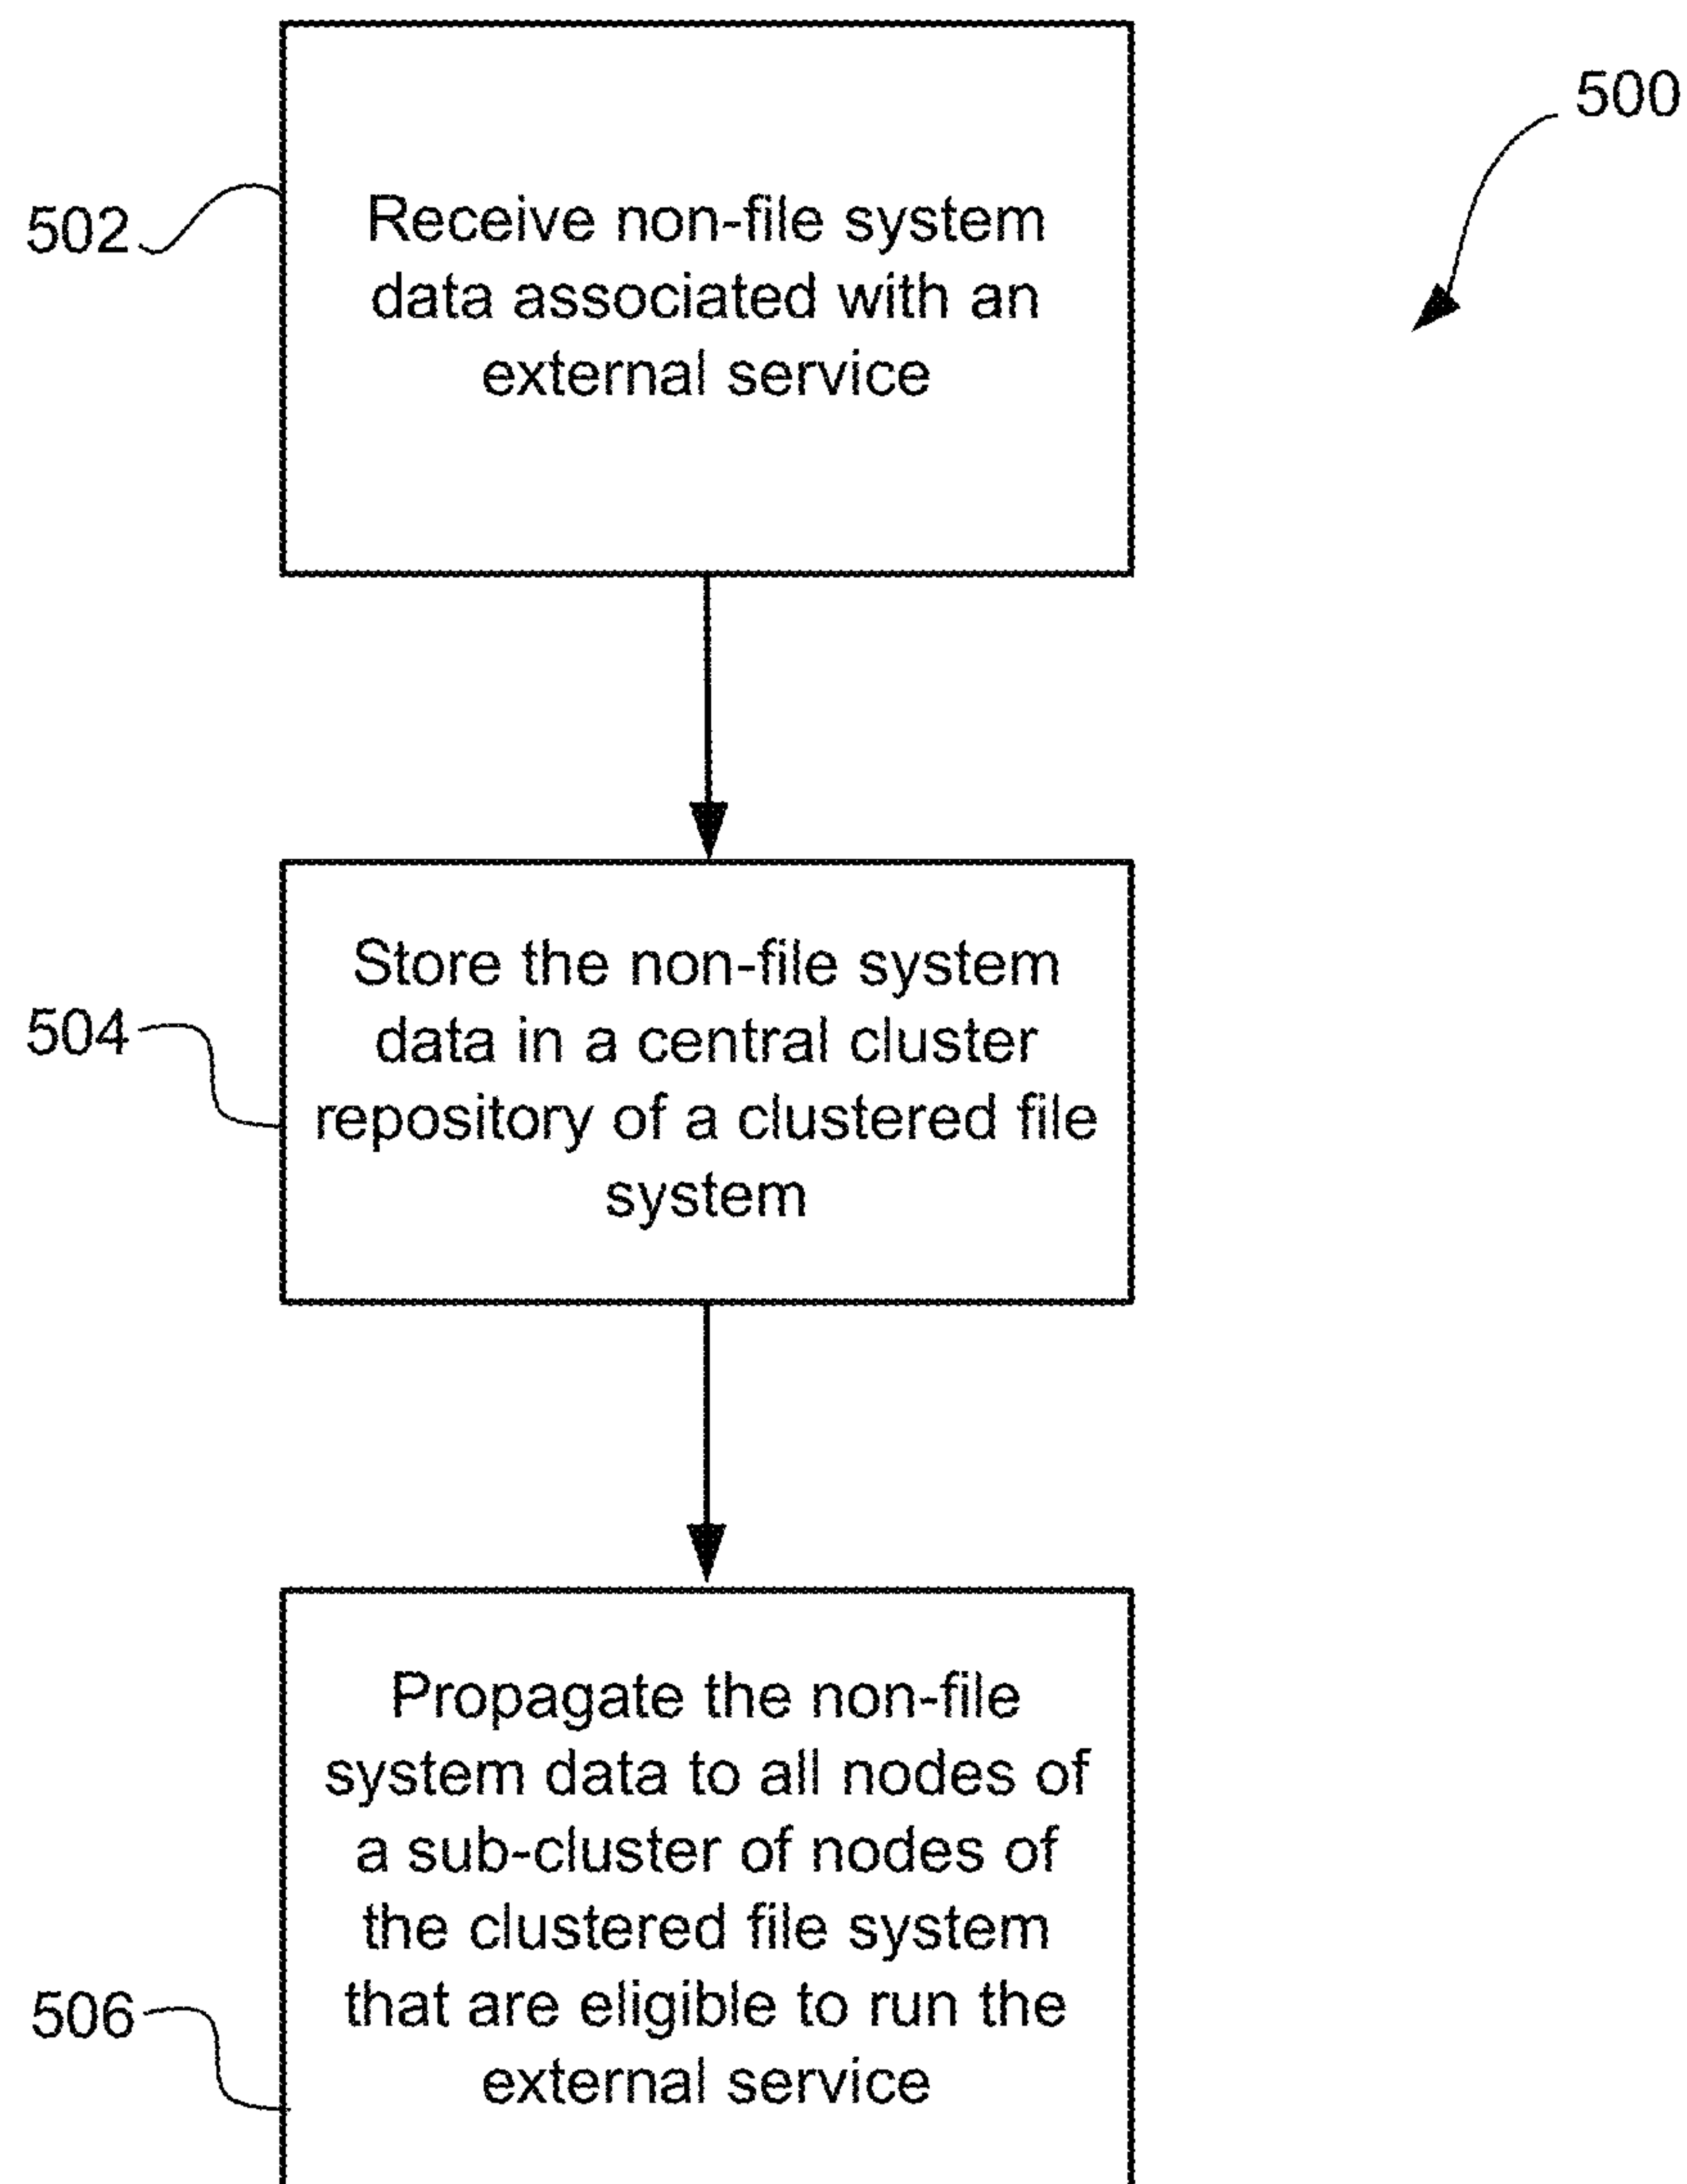 500
502
Receive non-file system
data associated with an
external service
504
Store the non-file system
data in a central cluster
repository of a clustered file
system
506
Propagate the non-file
system data to all nodes of
a sub-cluster of nodes of
the clustered file system
that are eligible to run the
external service